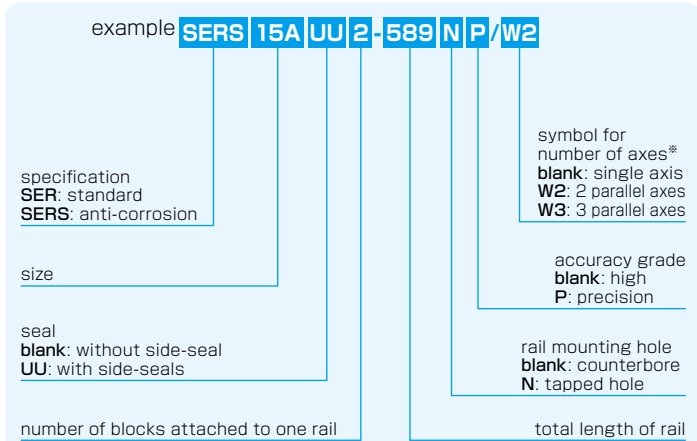 example SERS 15A UU 2 - 589 N P / W2
specification
SER: standard
SERS: anti-corrosion
size
seal
blank: without side-seal
UU: with side-seals
number of blocks attached to one rail
symbol for
number of axes※
blank: single axis
W2: 2 parallel axes
W3: 3 parallel axes
accuracy grade
blank: high
P: precision
rail mounting hole
blank: counterbore
N: tapped hole
total length of rail